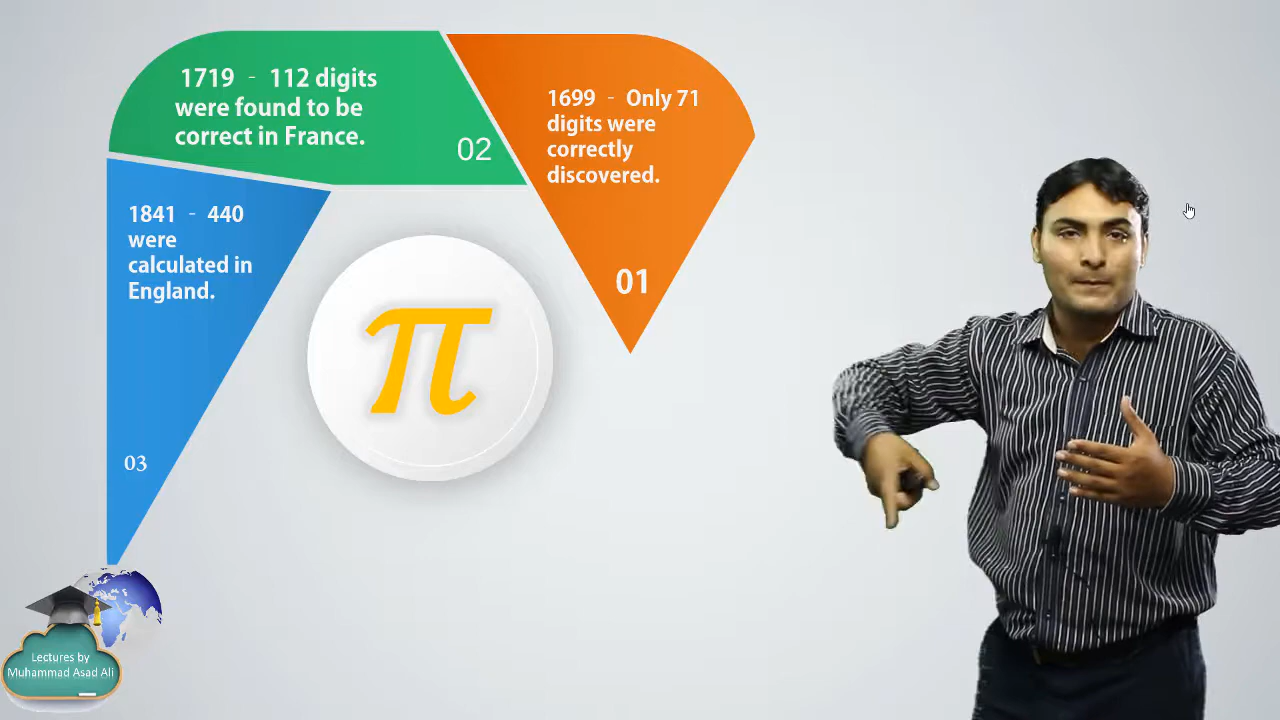 1699 - Only 71
digits were
correctly
discovered.
01
1719 - 112 digits
were found to be
correct in France.
02
1841 - 440
were
calculated in
England.
03
π
Lectures by
Muhammad Asad Ali